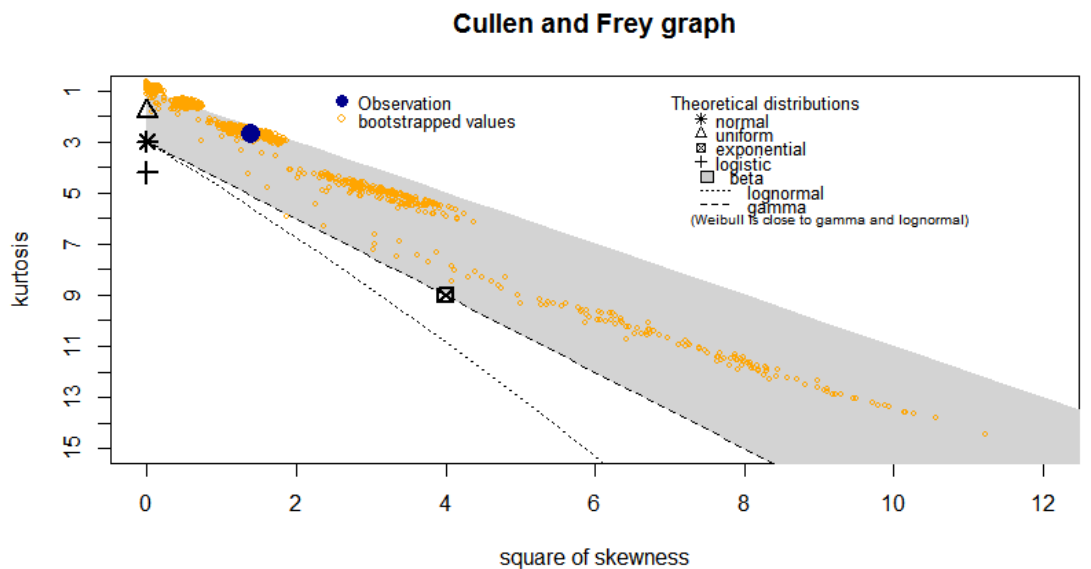 Cullen and Frey graph
Observation
bootstrapped values
Theoretical distributions
normal
uniform
exponential
logistic
beta
lognormal
gamma
(Weibull is close to gamma and lognormal)
kurtosis
1
3
5
7
9
11
13
15
0
2
4
6
8
10
12
square of skewness